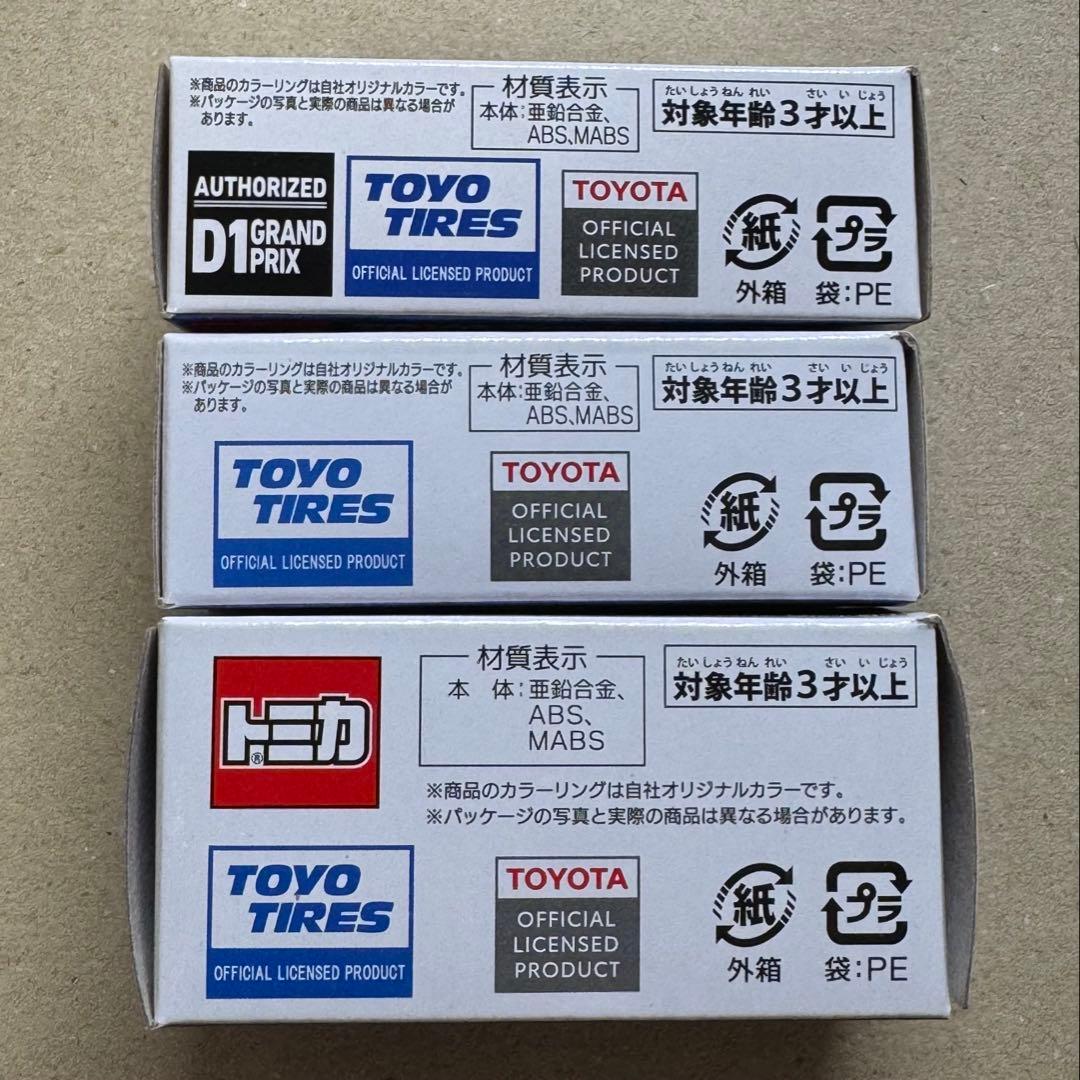 ※商品のカラーリングは自社オリジナルカラーです。
※パッケージの写真と実際の商品は異なる場合が
あります。
材質表示
本体:亜鉛合金、
ABS、MABS
たいしょうねんれい さいいじょう
対象年齢3才以上
AUTHORIZED
D1 GRAND
PRIX
TOYO
TIRES
OFFICIAL LICENSED PRODUCT
TOYOTA
OFFICIAL
LICENSED
PRODUCT
紙
外箱
プラ
袋:PE
※商品のカラーリングは自社オリジナルカラーです。
※パッケージの写真と実際の商品は異なる場合が
あります。
材質表示
本体:亜鉛合金、
ABS、MABS
たいしょうねんれい さいいじょう
対象年齢3才以上
TOYO
TIRES
OFFICIAL LICENSED PRODUCT
TOYOTA
OFFICIAL
LICENSED
PRODUCT
紙
外箱
プラ
袋:PE
トミカ®
材質表示
本 体:亜鉛合金、
ABS、
MABS
たいしょうねんれい さいいじょう
対象年齢3才以上
※商品のカラーリングは自社オリジナルカラーです。
※パッケージの写真と実際の商品は異なる場合があります。
TOYO
TIRES
OFFICIAL LICENSED PRODUCT
TOYOTA
OFFICIAL
LICENSED
PRODUCT
紙
外箱
プラ
袋:PE